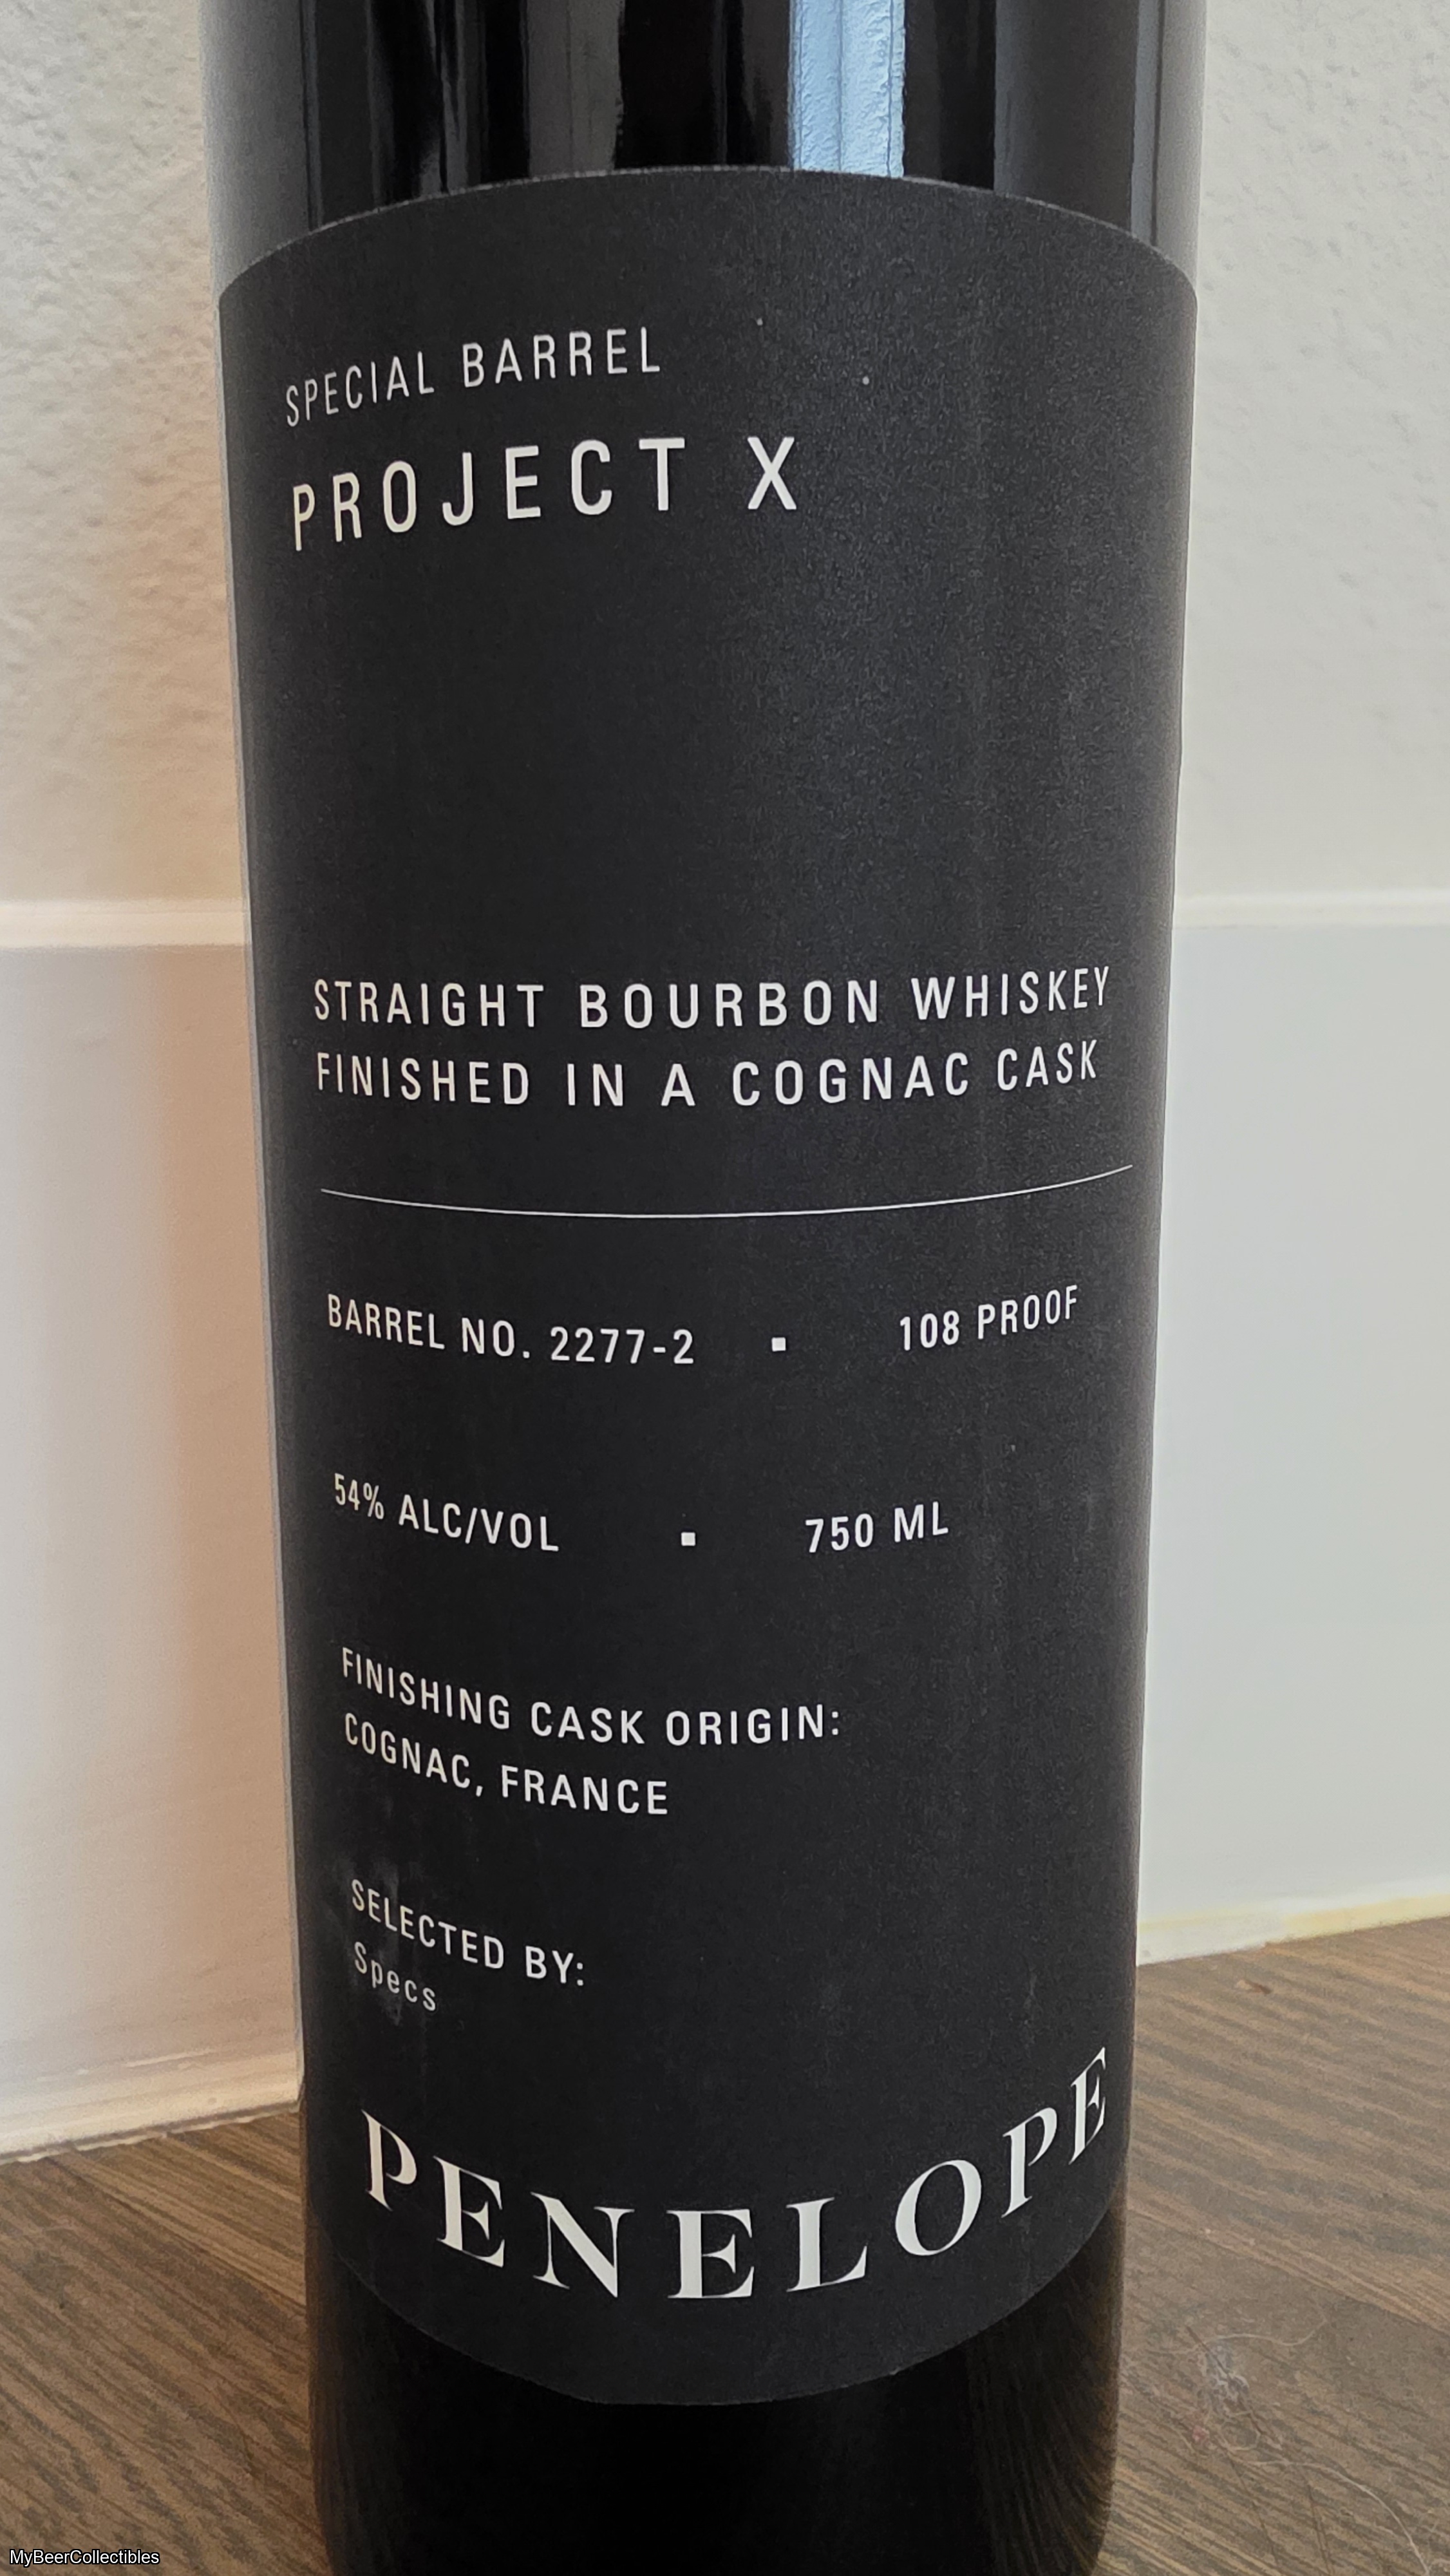 SPECIAL BARREL
PROJECT X
STRAIGHT BOURBON WHISKEY
FINISHED IN A COGNAC CASK
BARREL NO. 2277-2 ▪ 108 PROOF
54% ALC/VOL ▪ 750 ML
FINISHING CASK ORIGIN:
COGNAC, FRANCE
SELECTED BY:
Specs
PENELOPE
MyBeerCollectibles